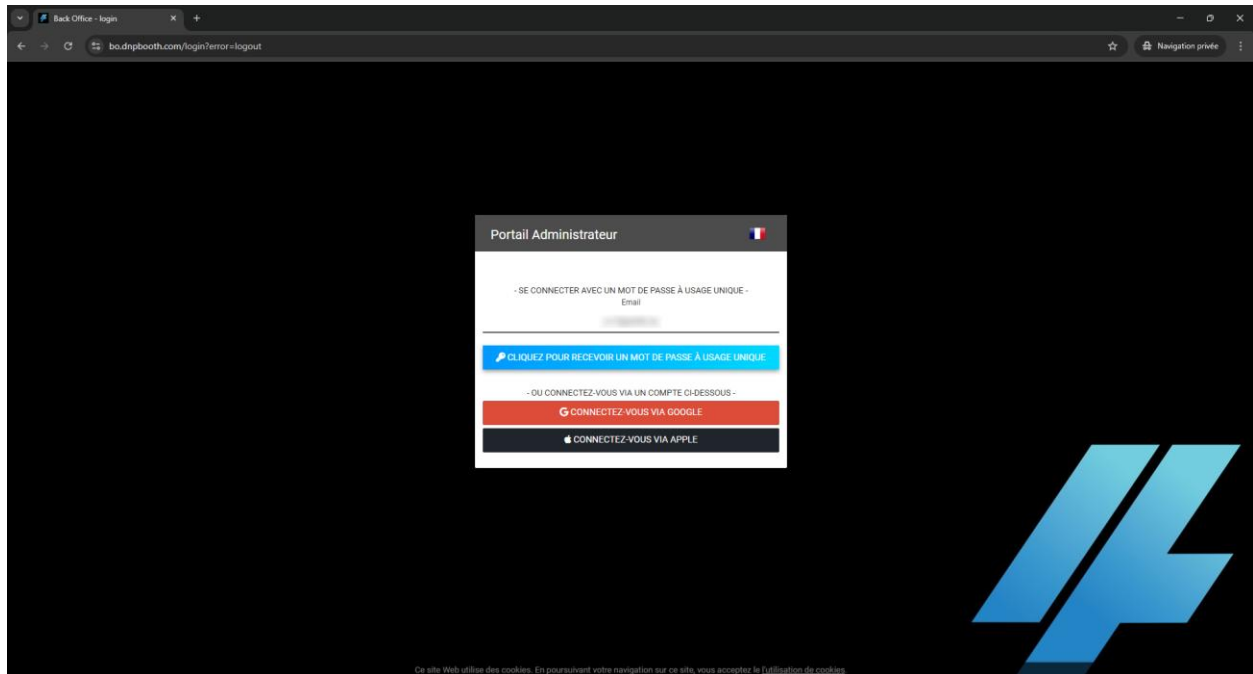 Back Office - login
bo.dnpbooth.com/login?error=logout
Navigation privée
Portail Administrateur
- SE CONNECTER AVEC UN MOT DE PASSE À USAGE UNIQUE -
Email
CLIQUEZ POUR RECEVOIR UN MOT DE PASSE À USAGE UNIQUE
- OU CONNECTEZ-VOUS VIA UN COMPTE CI-DESSOUS -
CONNECTEZ-VOUS VIA GOOGLE
CONNECTEZ-VOUS VIA APPLE
Ce site Web utilise des cookies. En poursuivant votre navigation sur ce site, vous acceptez le l'utilisation de cookies.